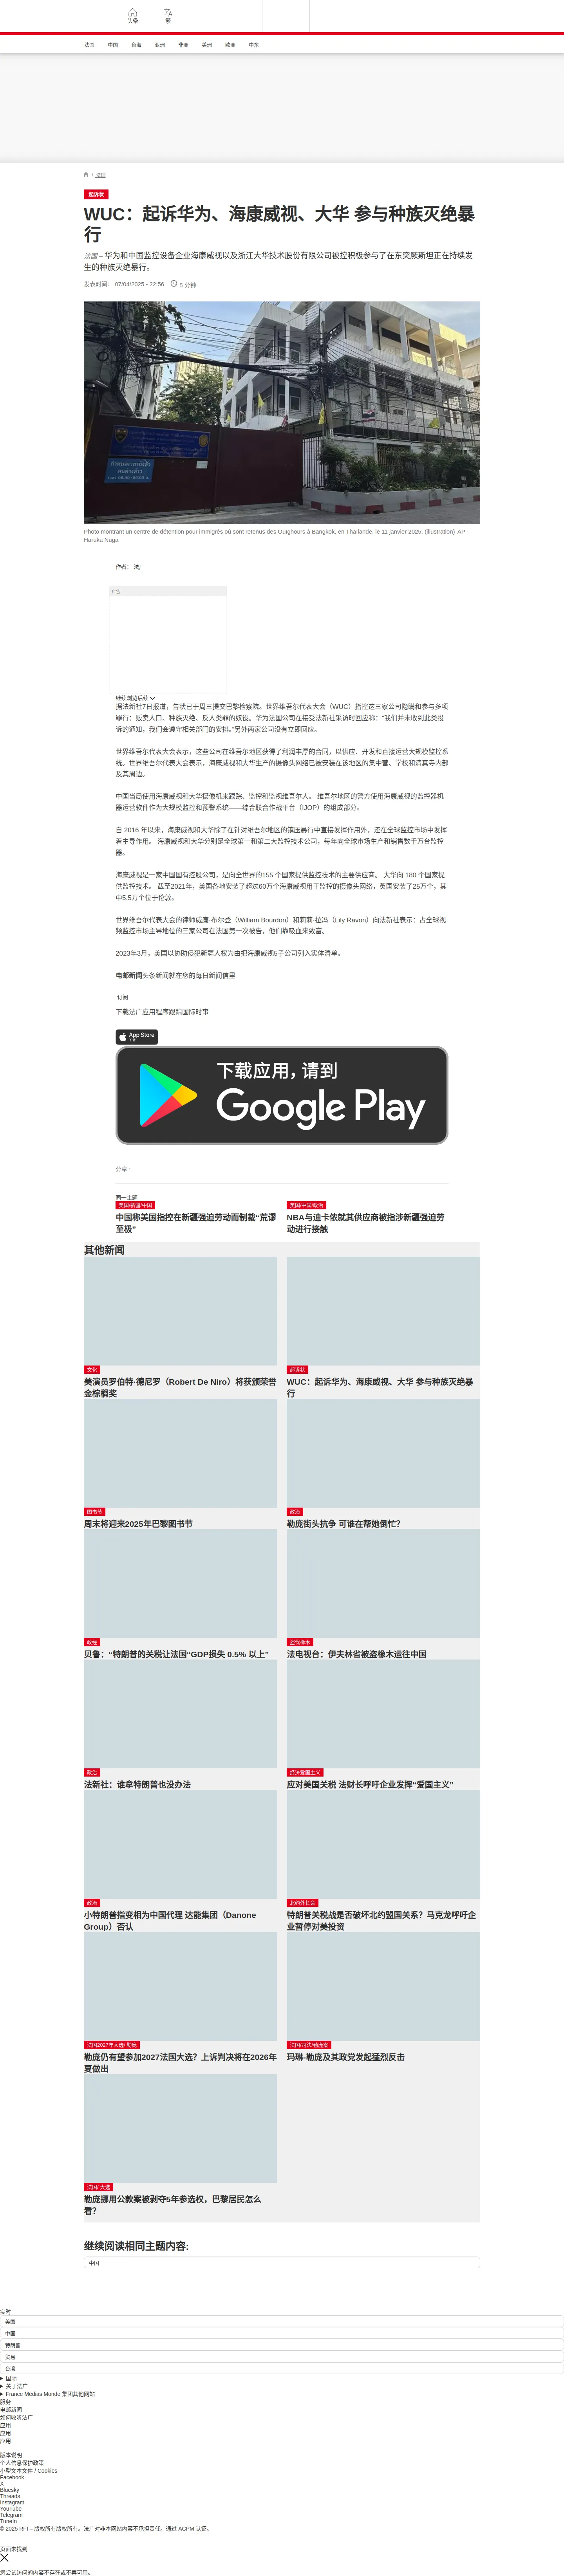 头条
繁
法国
中国
台海
亚洲
非洲
美洲
欧洲
中东
/ 法国
起诉状
WUC：起诉华为、海康威视、大华 参与种族灭绝暴
行
法国 – 华为和中国监控设备企业海康威视以及浙江大华技术股份有限公司被控积极参与了在东突厥斯坦正在持续发
生的种族灭绝暴行。
发表时间： 07/04/2025 - 22:56
5 分钟
Photo montrant un centre de détention pour immigrés où sont retenus des Ouïghours à Bangkok, en Thaïlande, le 11 janvier 2025. (illustration) AP -
Haruka Nuga
作者： 法广
广告
继续浏览后续
据法新社7日报道，告状已于周三提交巴黎检察院。世界维吾尔代表大会（WUC）指控这三家公司隐瞒和参与多项
罪行：贩卖人口、种族灭绝、反人类罪的奴役。华为法国公司在接受法新社采访时回应称：“我们并未收到此类投
诉的通知，我们会遵守相关部门的安排。”另外两家公司没有立即回应。
世界维吾尔代表大会表示，这些公司在维吾尔地区获得了利润丰厚的合同，以供应、开发和直接运营大规模监控系
统。世界维吾尔代表大会表示，海康威视和大华生产的摄像头网络已被安装在该地区的集中营、学校和清真寺内部
及其周边。
中国当局使用海康威视和大华摄像机来跟踪、监控和监视维吾尔人。 维吾尔地区的警方使用海康威视的监控器机
器运营软件作为大规模监控和预警系统——综合联合作战平台（IJOP）的组成部分。
自 2016 年以来，海康威视和大华除了在针对维吾尔地区的镇压暴行中直接发挥作用外，还在全球监控市场中发挥
着主导作用。 海康威视和大华分别是全球第一和第二大监控技术公司，每年向全球市场生产和销售数千万台监控
器。
海康威视是一家中国国有控股公司，是向全世界的155 个国家提供监控技术的主要供应商。 大华向 180 个国家提
供监控技术。 截至2021年，美国各地安装了超过60万个海康威视用于监控的摄像头网络，英国安装了25万个，其
中5.5万个位于伦敦。
世界维吾尔代表大会的律师威廉·布尔登（William Bourdon）和莉莉·拉冯（Lily Ravon）向法新社表示：占全球视
频监控市场主导地位的三家公司在法国第一次被告，他们靠吸血来致富。
2023年3月，美国以协助侵犯新疆人权为由把海康威视5子公司列入实体清单。
电邮新闻头条新闻就在您的每日新闻信里
订阅
下载法广应用程序跟踪国际时事
App Store
下载
下载应用，请到
Google Play
分享 :
同一主题
美国/新疆/中国
中国称美国指控在新疆强迫劳动而制裁“荒谬
至极”
美国/中国/政治
NBA与迪卡侬就其供应商被指涉新疆强迫劳
动进行接触
其他新闻
文化
美演员罗伯特·德尼罗（Robert De Niro）将获颁荣誉
金棕榈奖
起诉状
WUC：起诉华为、海康威视、大华 参与种族灭绝暴
行
图书节
周末将迎来2025年巴黎图书节
政治
勒庞街头抗争 可谁在帮她倒忙？
政经
贝鲁：“特朗普的关税让法国“GDP损失 0.5% 以上”
盗伐橡木
法电视台：伊夫林省被盗橡木运往中国
政治
法新社：谁拿特朗普也没办法
经济爱国主义
应对美国关税 法财长呼吁企业发挥“爱国主义”
政治
小特朗普指变相为中国代理 达能集团（Danone
Group）否认
北约外长会
特朗普关税战是否破坏北约盟国关系？马克龙呼吁企
业暂停对美投资
法国2027年大选/ 勒庞
勒庞仍有望参加2027法国大选？上诉判决将在2026年
夏做出
法国/司法/勒庞案
玛琳-勒庞及其政党发起猛烈反击
法国/ 大选
勒庞挪用公款案被剥夺5年参选权，巴黎居民怎么
看？
继续阅读相同主题内容:
中国
实时
美国
中国
特朗普
贸易
台湾
国际
关于法广
France Médias Monde 集团其他网站
服务
电邮新闻
如何收听法广
应用
应用
应用
版本说明
个人信息保护政策
小型文本文件 / Cookies
Facebook
X
Bluesky
Threads
Instagram
YouTube
Telegram
TuneIn
© 2025 RFI – 版权所有版权所有。法广对非本网站内容不承担责任。通过 ACPM 认证。
页面未找到
您尝试访问的内容不存在或不再可用。